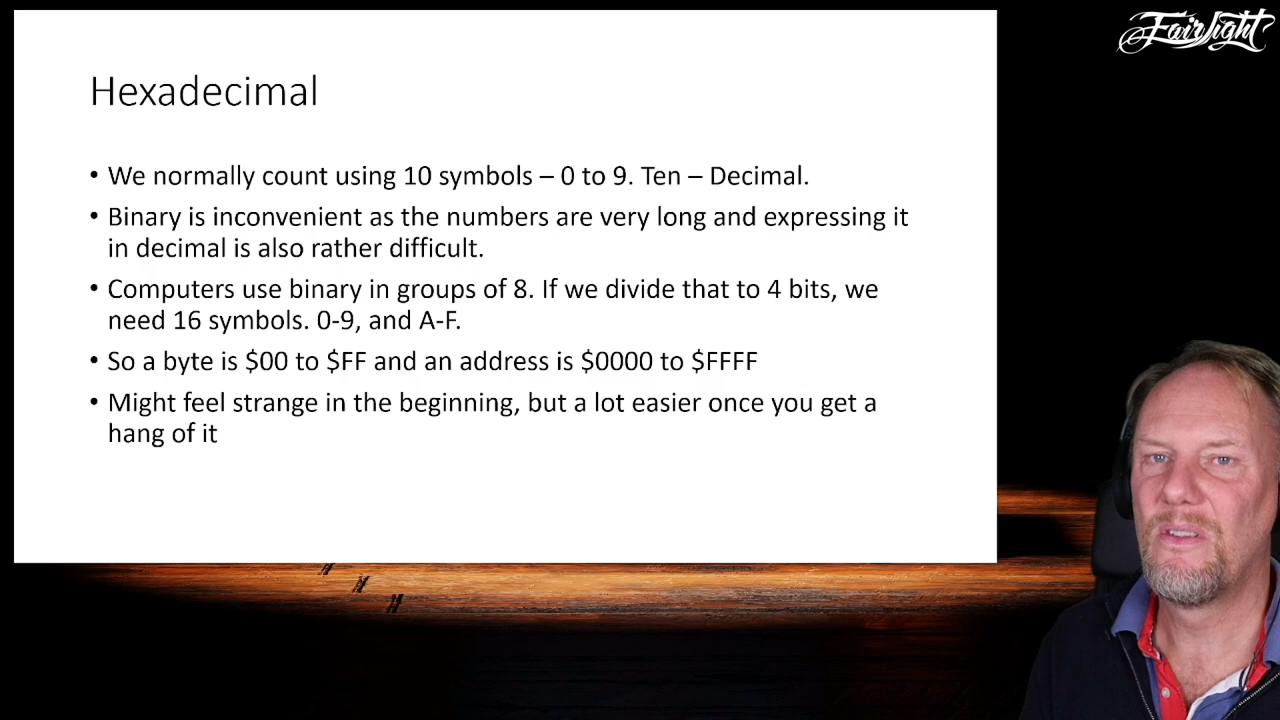 Fairlight
Hexadecimal
• We normally count using 10 symbols – 0 to 9. Ten – Decimal.
• Binary is inconvenient as the numbers are very long and expressing it
in decimal is also rather difficult.
• Computers use binary in groups of 8. If we divide that to 4 bits, we
need 16 symbols. 0-9, and A-F.
• So a byte is $00 to $FF and an address is $0000 to $FFFF
• Might feel strange in the beginning, but a lot easier once you get a
hang of it